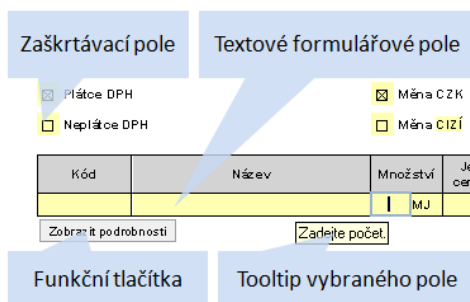 Zaškrtávací pole
Textové formulářové pole
Plátce DPH
Měna CZK
Neplátce DPH
Měna CIZÍ
Kód
Název
Množství
MJ
Zobrazit podrobnosti
Zadejte počet.
Funkční tlačítka
Tooltip vybraného pole